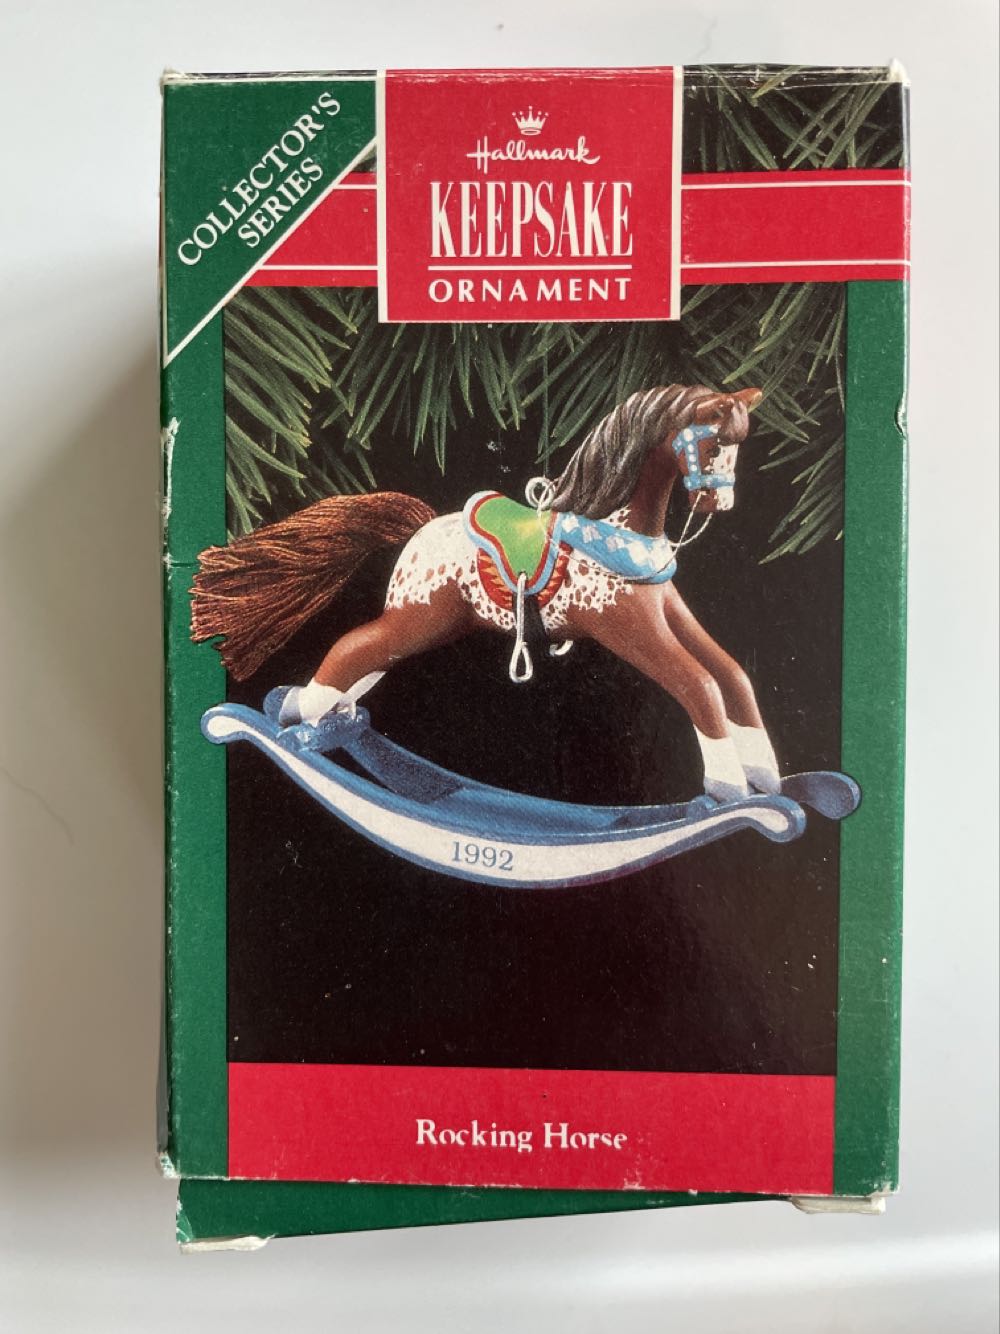 COLLECTOR'S
SERIES
Hallmark
KEEPSAKE
ORNAMENT
1992
Rocking Horse